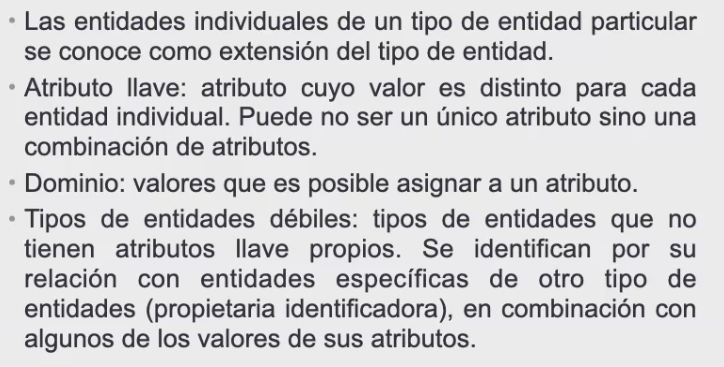 • Las entidades individuales de un tipo de entidad particular
se conoce como extensión del tipo de entidad.
• Atributo llave: atributo cuyo valor es distinto para cada
entidad individual. Puede no ser un único atributo sino una
combinación de atributos.
• Dominio: valores que es posible asignar a un atributo.
• Tipos de entidades débiles: tipos de entidades que no
tienen atributos llave propios. Se identifican por su
relación con entidades específicas de otro tipo de
entidades (propietaria identificadora), en combinación con
algunos de los valores de sus atributos.